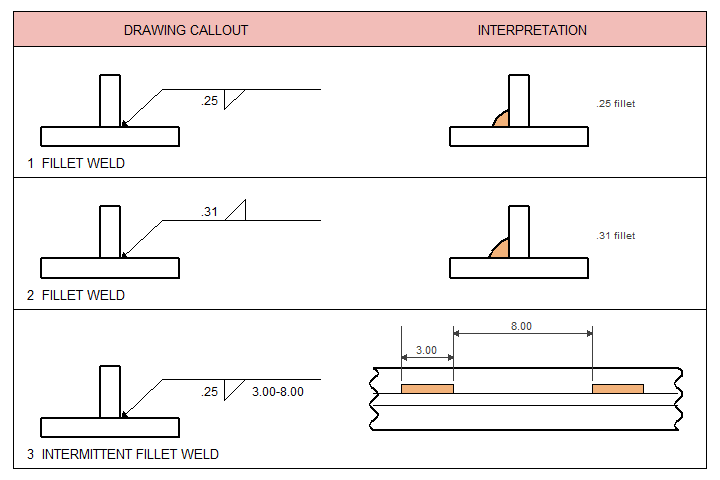 DRAWING CALLOUT
INTERPRETATION
.25
.25 fillet
1 FILLET WELD
.31
.31 fillet
2 FILLET WELD
8.00
3.00
.25 3.00-8.00
3 INTERMITTENT FILLET WELD